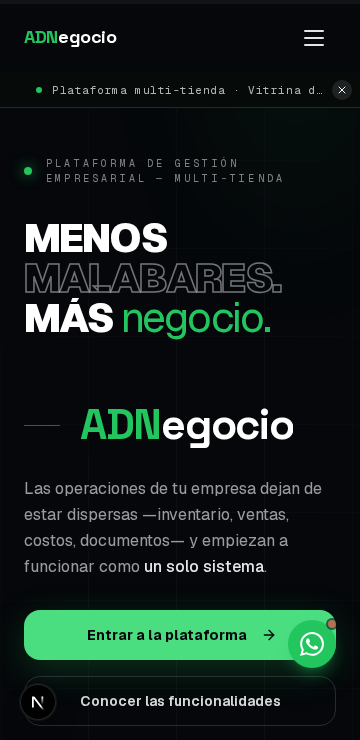 ADNegocio
Plataforma multi-tienda · Vitrina d…
PLATAFORMA DE GESTIÓN
EMPRESARIAL — MULTI-TIENDA
MENOS
MALABARES.
MÁS negocio.
ADNegocio
Las operaciones de tu empresa dejan de
estar dispersas —inventario, ventas,
costos, documentos— y empiezan a
funcionar como un solo sistema.
Entrar a la plataforma →
N
Conocer las funcionalidades